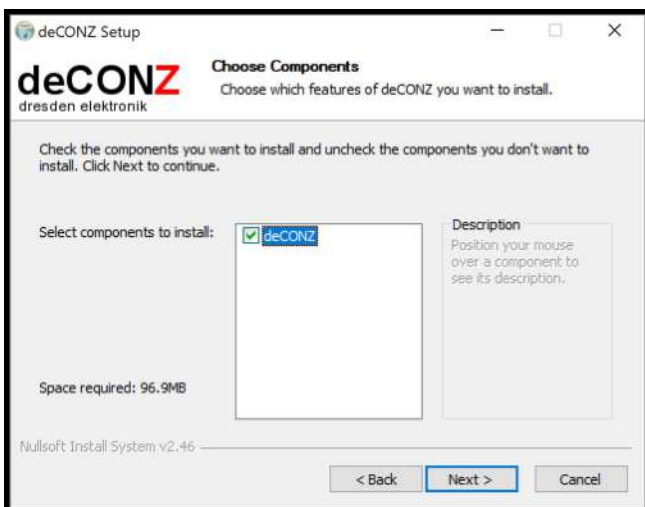 deCONZ Setup
deCONZ
dresden elektronik
Choose Components
Choose which features of deCONZ you want to install.
Check the components you want to install and uncheck the components you don't want to
install. Click Next to continue.
Select components to install:
deCONZ
Description
Position your mouse
over a component to
see its description.
Space required: 96.9MB
Nullsoft Install System v2.46
< Back
Next >
Cancel